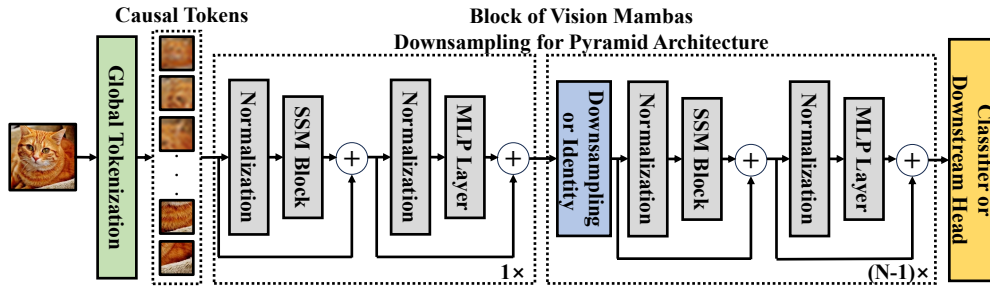 Causal Tokens
Block of Vision Mambas
Downsampling for Pyramid Architecture
Global Tokenization
Normalization
SSM Block
+
Normalization
MLP Layer
+
1×
Downsampling
or Identity
Normalization
SSM Block
+
Normalization
MLP Layer
+
(N-1)×
Classifier or
Downstream Head